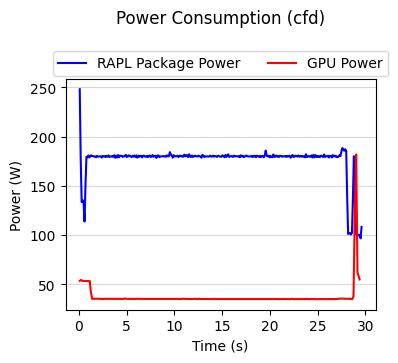 Power Consumption (cfd)
RAPL Package Power
GPU Power
250
200
150
100
50
Power (W)
0
5
10
15
20
25
30
Time (s)